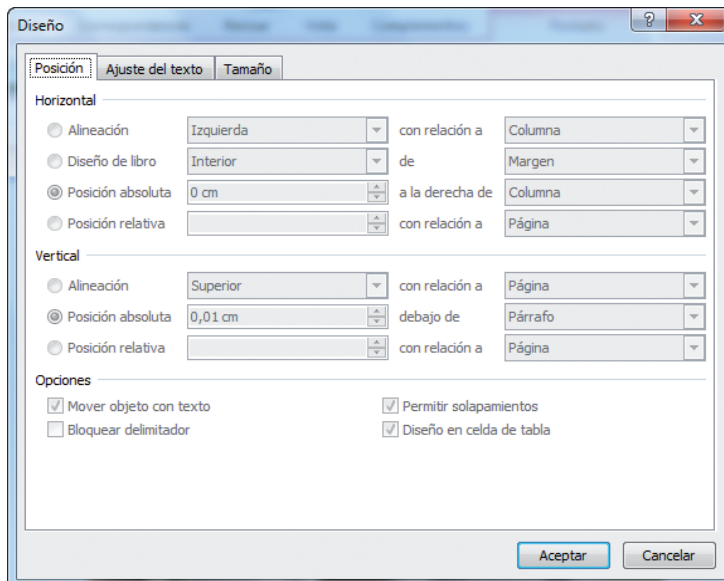 Diseño
Posición Ajuste del texto Tamaño
Horizontal
Alineación Izquierda con relación a Columna
Diseño de libro Interior de Margen
Posición absoluta 0 cm a la derecha de Columna
Posición relativa con relación a Página
Vertical
Alineación Superior con relación a Página
Posición absoluta 0,01 cm debajo de Párrafo
Posición relativa con relación a Página
Opciones
Mover objeto con texto Permitir solapamientos
Bloquear delimitador Diseño en celda de tabla
Aceptar Cancelar